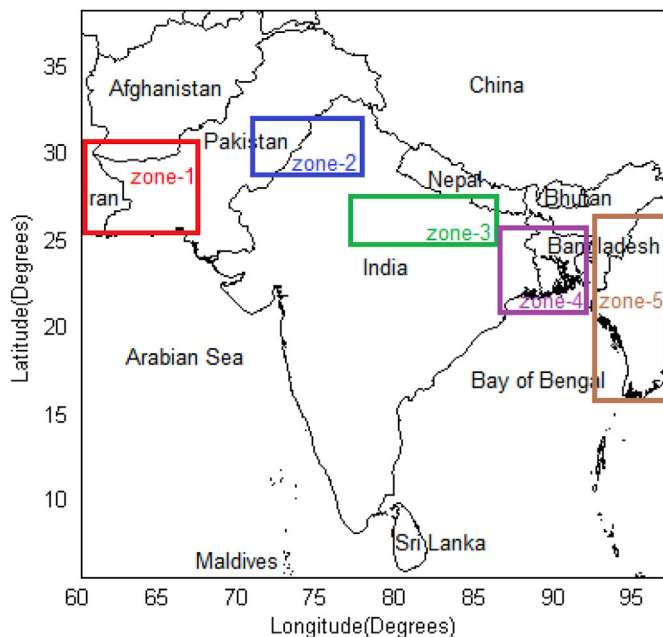 35
Afghanistan
China
30
Pakistan
zone-1
zone-2
ran
Nepal
Bhutan
25
zone-3
Bangladesh
India
zone-4
zone-5
20
Arabian Sea
Bay of Bengal
15
10
Sri Lanka
Maldives
60 65 70 75 80 85 90 95
Longitude(Degrees)
Latitude(Degrees)